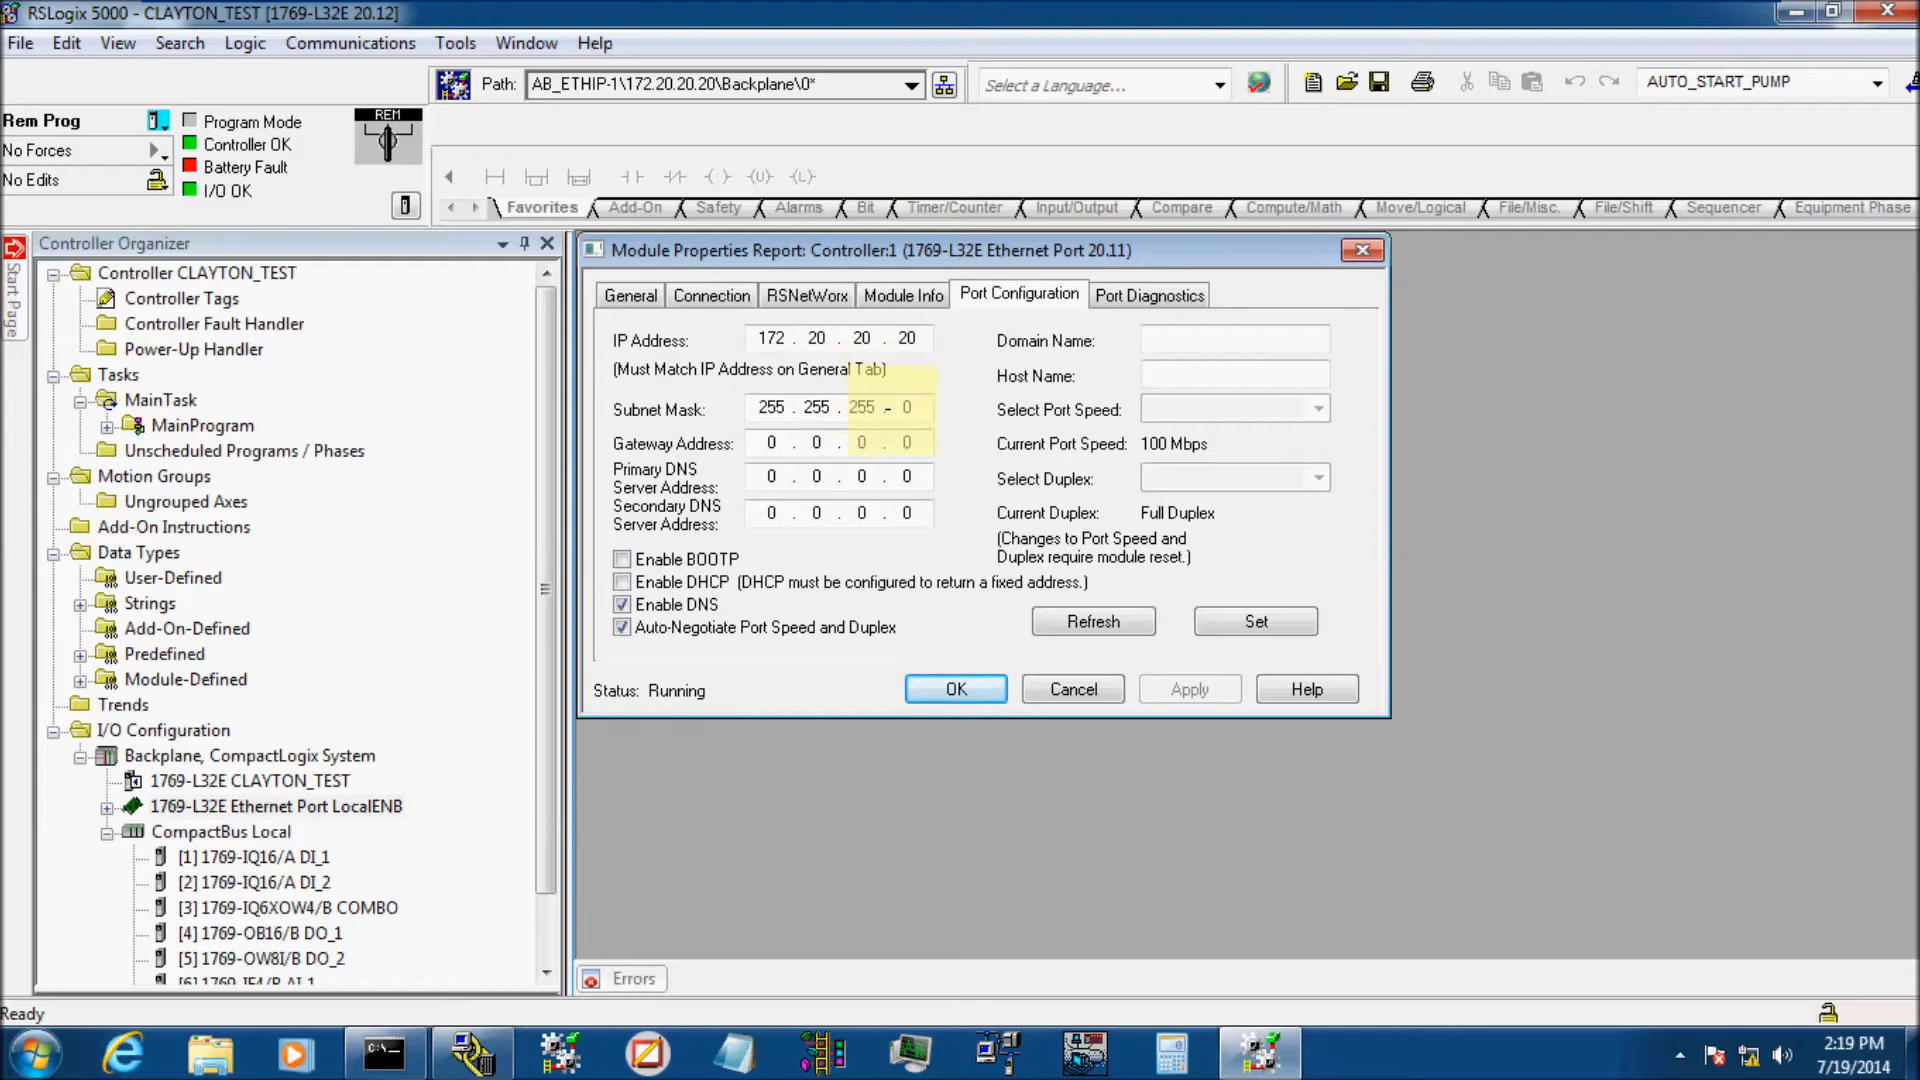 RSLogix 5000 - CLAYTON_TEST [1769-L32E 20.12]
File Edit View Search Logic Communications Tools Window Help
Path: AB_ETHIP-1\172.20.20.20\Backplane\0* Select a Language... AUTO_START_PUMP
Rem Prog Program Mode REM
No Forces Controller OK
Battery Fault
No Edits I/O OK
Favorites Add-On Safety Alarms Bit Timer/Counter Input/Output Compare Compute/Math Move/Logical File/Misc. File/Shift Sequencer Equipment Phase
Start Page
Controller Organizer
Controller CLAYTON_TEST
Controller Tags
Controller Fault Handler
Power-Up Handler
Tasks
MainTask
MainProgram
Unscheduled Programs / Phases
Motion Groups
Ungrouped Axes
Add-On Instructions
Data Types
User-Defined
Strings
Add-On-Defined
Predefined
Module-Defined
Trends
I/O Configuration
Backplane, CompactLogix System
1769-L32E CLAYTON_TEST
1769-L32E Ethernet Port LocalENB
CompactBus Local
[1] 1769-IQ16/A DI_1
[2] 1769-IQ16/A DI_2
[3] 1769-IQ6XOW4/B COMBO
[4] 1769-OB16/B DO_1
[5] 1769-OW8I/B DO_2
[6] 1769-IF4/B AI_1
Module Properties Report: Controller:1 (1769-L32E Ethernet Port 20.11)
General Connection RSNetWorx Module Info Port Configuration Port Diagnostics
IP Address: 172 . 20 . 20 . 20
(Must Match IP Address on General Tab)
Subnet Mask: 255 . 255 . 255 . 0
Gateway Address: 0 . 0 . 0 . 0
Primary DNS
Server Address: 0 . 0 . 0 . 0
Secondary DNS
Server Address: 0 . 0 . 0 . 0
Domain Name:
Host Name:
Select Port Speed:
Current Port Speed: 100 Mbps
Select Duplex:
Current Duplex: Full Duplex
(Changes to Port Speed and
Duplex require module reset.)
Enable BOOTP
Enable DHCP (DHCP must be configured to return a fixed address.)
Enable DNS
Auto-Negotiate Port Speed and Duplex
Refresh Set
Status: Running OK Cancel Apply Help
Errors
Ready
C:\
2:19 PM
7/19/2014